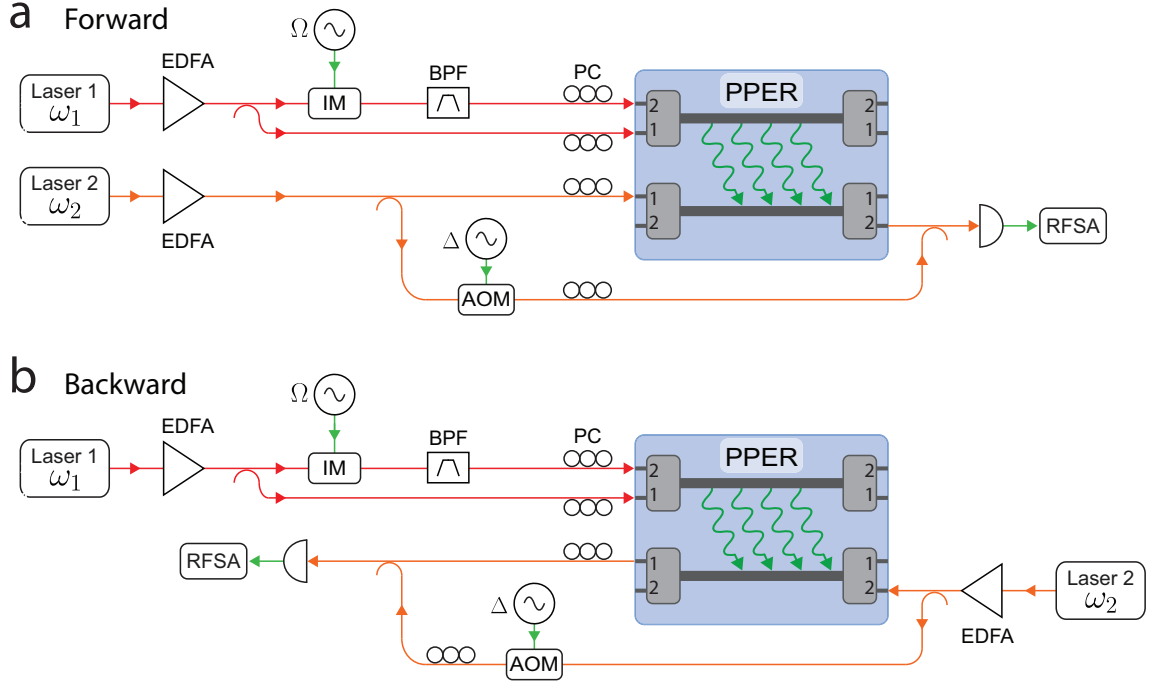 a Forward
Ω
EDFA
BPF
PC
Laser 1
ω1
IM
PPER
2
1
2
1
Laser 2
ω2
EDFA
1
2
1
2
Δ
AOM
RFSA
b Backward
Ω
EDFA
BPF
PC
Laser 1
ω1
IM
PPER
2
1
2
1
RFSA
1
2
1
2
Δ
AOM
EDFA
Laser 2
ω2